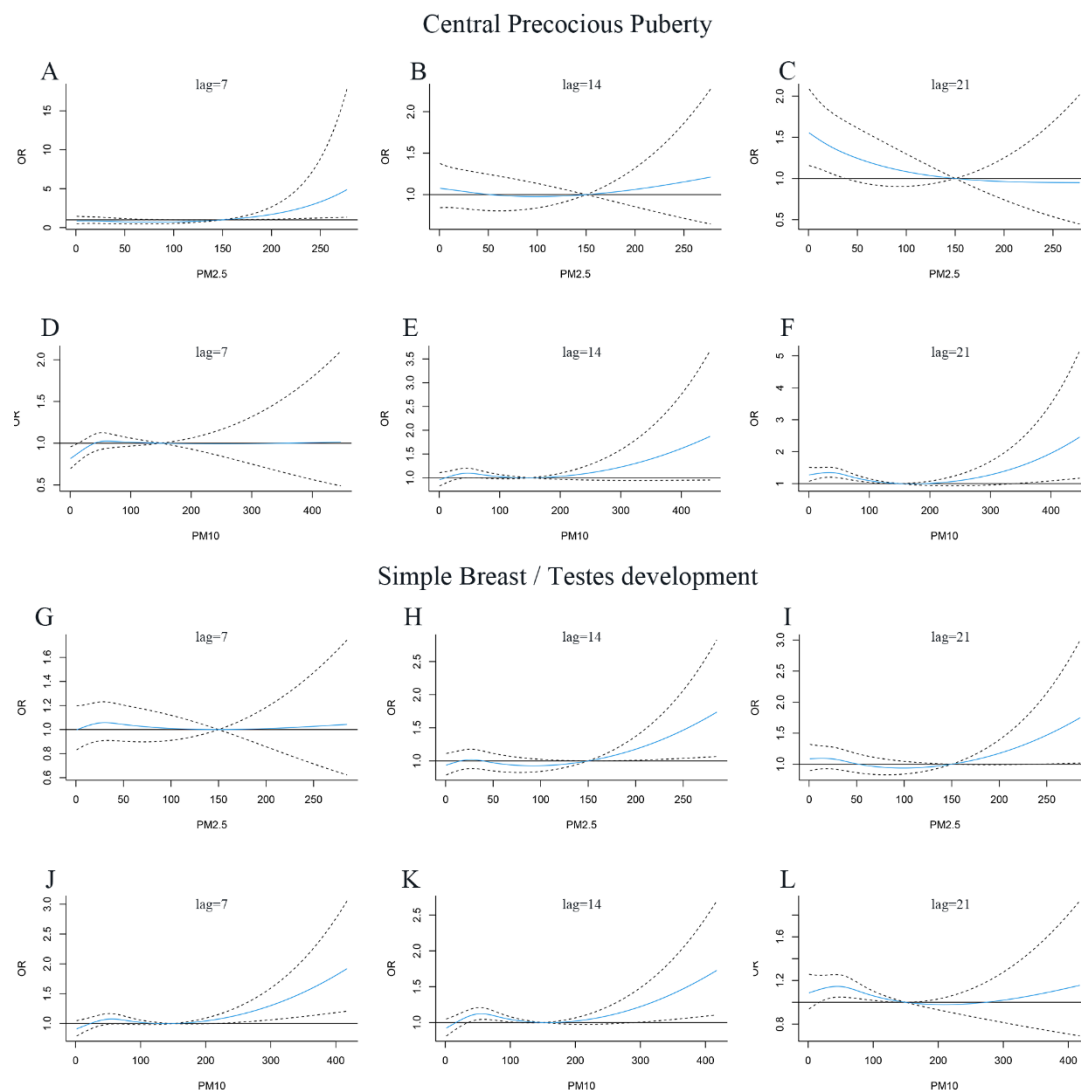 Central Precocious Puberty
A
lag=7
OR
0
5
10
15
0 50 100 150 200 250
PM2.5
B
lag=14
OR
1.0
1.5
2.0
0 50 100 150 200 250
PM2.5
C
lag=21
OR
0.5
1.0
1.5
2.0
0 50 100 150 200 250
PM2.5
D
lag=7
OR
0.5
1.0
1.5
2.0
0 100 200 300 400
PM10
E
lag=14
OR
1.0
1.5
2.0
2.5
3.0
3.5
0 100 200 300 400
PM10
F
lag=21
OR
1
2
3
4
5
0 100 200 300 400
PM10
Simple Breast / Testes development
G
lag=7
OR
0.6
0.8
1.0
1.2
1.4
1.6
0 50 100 150 200 250
PM2.5
H
lag=14
OR
1.0
1.5
2.0
2.5
0 50 100 150 200 250
PM2.5
I
lag=21
OR
1.0
1.5
2.0
2.5
3.0
0 50 100 150 200 250
PM2.5
J
lag=7
OR
1.0
1.5
2.0
2.5
3.0
0 100 200 300 400
PM10
K
lag=14
OR
1.0
1.5
2.0
2.5
0 100 200 300 400
PM10
L
lag=21
OR
0.8
1.2
1.6
0 100 200 300 400
PM10